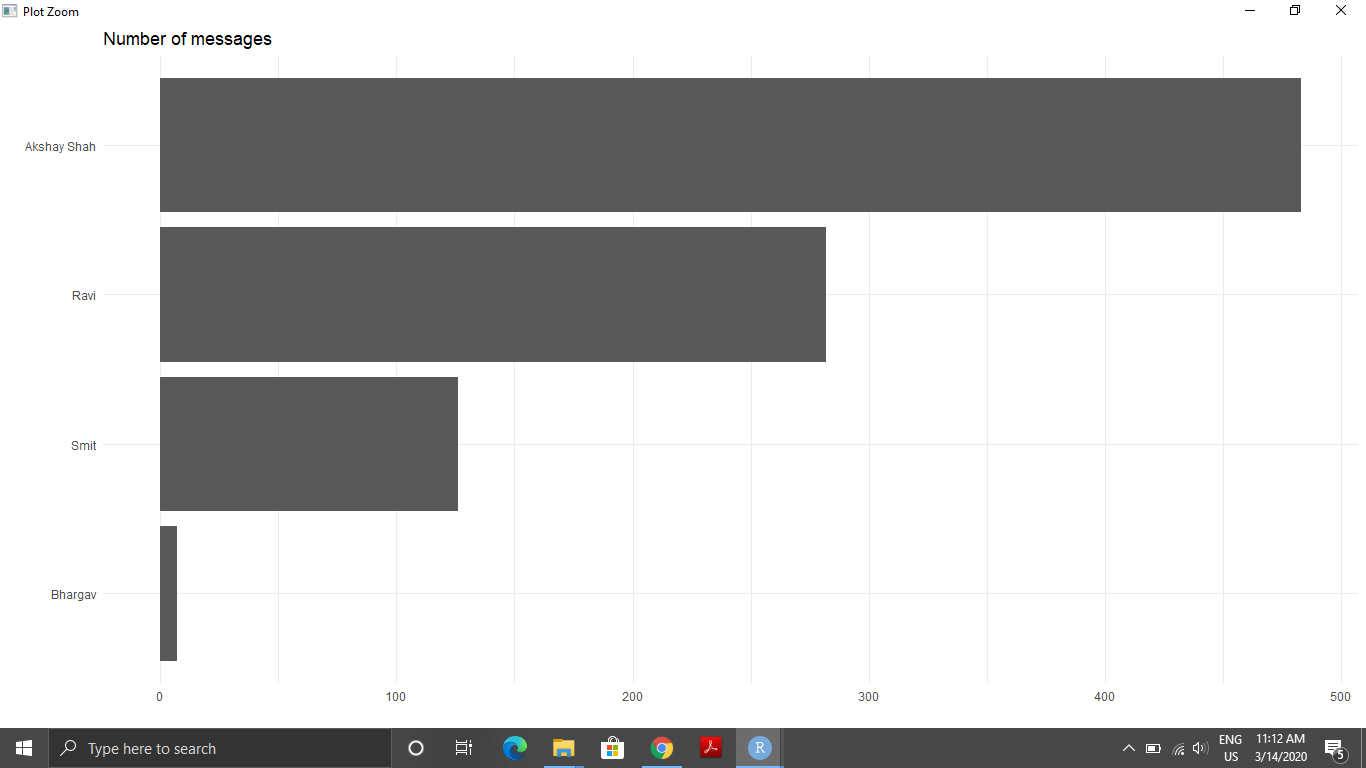 Plot Zoom
Number of messages
Akshay Shah
Ravi
Smit
Bhargav
0 100 200 300 400 500
Type here to search
R
ENG
US
11:12 AM
3/14/2020
5